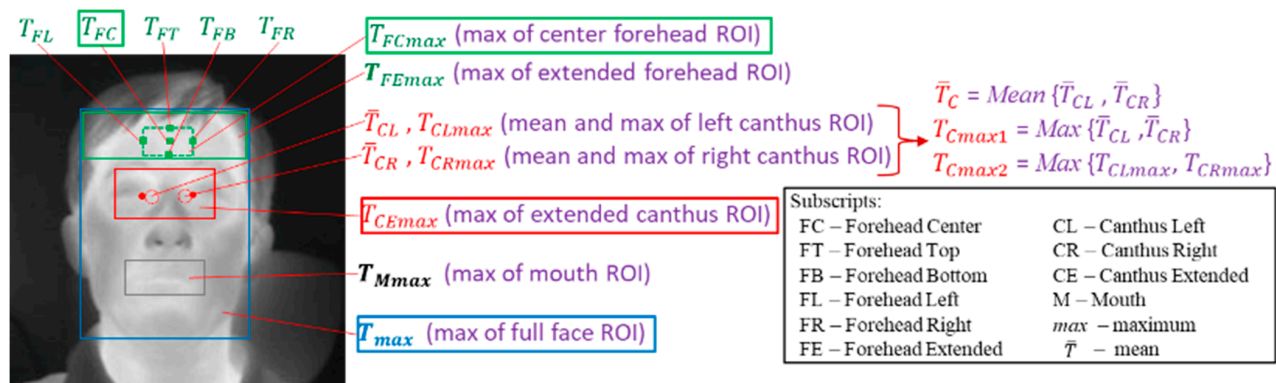 T_FL T_FC T_FT T_FB T_FR
T_FCmax (max of center forehead ROI)
T_FEmax (max of extended forehead ROI)
T̄_CL , T_CLmax (mean and max of left canthus ROI)
T̄_CR , T_CRmax (mean and max of right canthus ROI)
T_CEmax (max of extended canthus ROI)
T_Mmax (max of mouth ROI)
T_max (max of full face ROI)
T̄_C = Mean {T̄_CL , T̄_CR}
T_Cmax1 = Max {T̄_CL ,T̄_CR}
T_Cmax2 = Max {T_CLmax, T_CRmax}
Subscripts:
FC – Forehead Center
FT – Forehead Top
FB – Forehead Bottom
FL – Forehead Left
FR – Forehead Right
FE – Forehead Extended
CL – Canthus Left
CR – Canthus Right
CE – Canthus Extended
M – Mouth
max – maximum
T̄ – mean